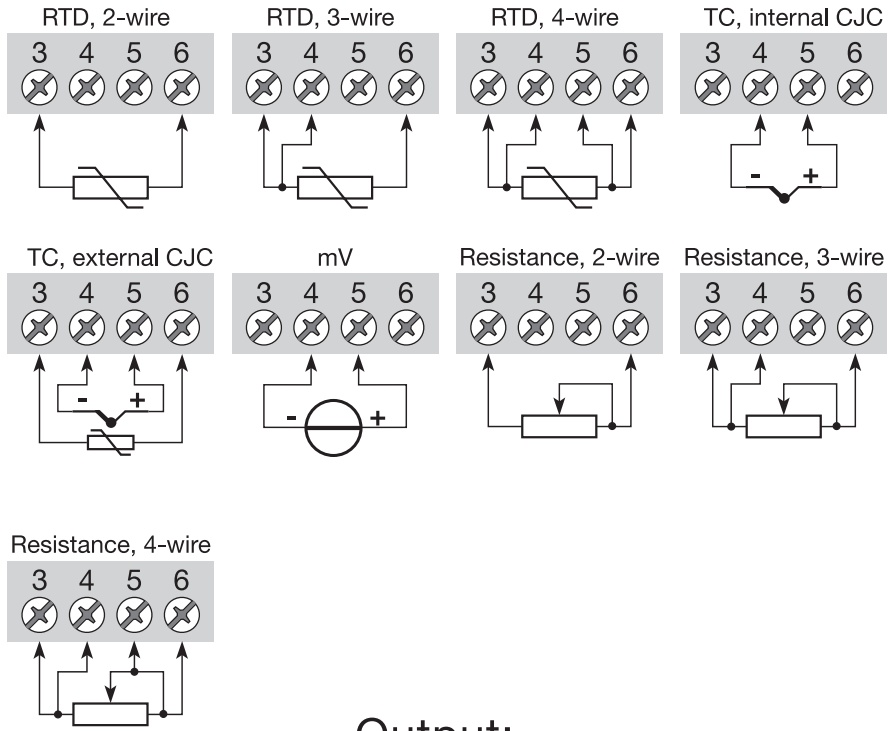 RTD, 2-wire
3 4 5 6
RTD, 3-wire
3 4 5 6
RTD, 4-wire
3 4 5 6
TC, internal CJC
3 4 5 6
- +
TC, external CJC
3 4 5 6
- +
mV
3 4 5 6
- +
Resistance, 2-wire
3 4 5 6
Resistance, 3-wire
3 4 5 6
Resistance, 4-wire
3 4 5 6
Output: